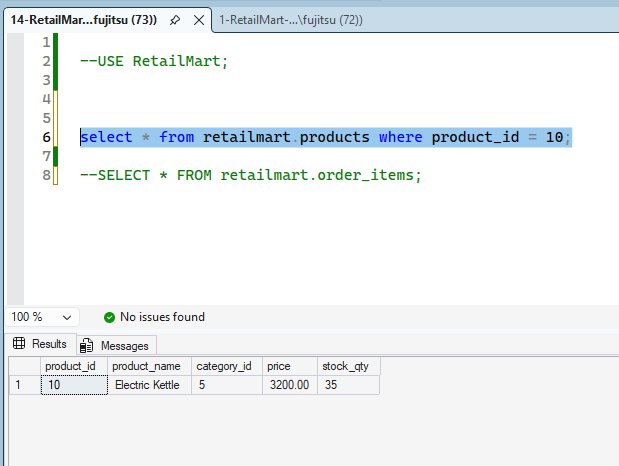 14-RetailMar...fujitsu (73))
1-RetailMart-...\fujitsu (72))
1
2 --USE RetailMart;
3
4
5
6 select * from retailmart.products where product_id = 10;
7
8 --SELECT * FROM retailmart.order_items;
100 %
No issues found
Results
Messages
product_id product_name category_id price stock_qty
1 10 Electric Kettle 5 3200.00 35